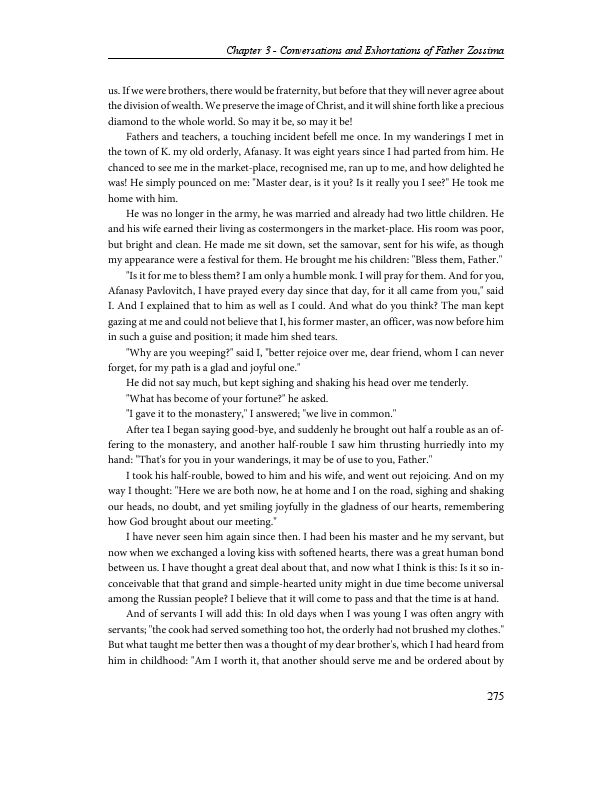 Chapter 3 - Conversations and Exhortations of Father Zossima
us. If we were brothers, there would be fraternity, but before that they will never agree about
the division of wealth. We preserve the image of Christ, and it will shine forth like a precious
diamond to the whole world. So may it be, so may it be!
Fathers and teachers, a touching incident befell me once. In my wanderings I met in
the town of K. my old orderly, Afanasy. It was eight years since I had parted from him. He
chanced to see me in the market-place, recognised me, ran up to me, and how delighted he
was! He simply pounced on me: "Master dear, is it you? Is it really you I see?" He took me
home with him.
He was no longer in the army, he was married and already had two little children. He
and his wife earned their living as costermongers in the market-place. His room was poor,
but bright and clean. He made me sit down, set the samovar, sent for his wife, as though
my appearance were a festival for them. He brought me his children: "Bless them, Father."
"Is it for me to bless them? I am only a humble monk. I will pray for them. And for you,
Afanasy Pavlovitch, I have prayed every day since that day, for it all came from you," said
I. And I explained that to him as well as I could. And what do you think? The man kept
gazing at me and could not believe that I, his former master, an officer, was now before him
in such a guise and position; it made him shed tears.
"Why are you weeping?" said I, "better rejoice over me, dear friend, whom I can never
forget, for my path is a glad and joyful one."
He did not say much, but kept sighing and shaking his head over me tenderly.
"What has become of your fortune?" he asked.
"I gave it to the monastery," I answered; "we live in common."
After tea I began saying good-bye, and suddenly he brought out half a rouble as an of-
fering to the monastery, and another half-rouble I saw him thrusting hurriedly into my
hand: "That's for you in your wanderings, it may be of use to you, Father."
I took his half-rouble, bowed to him and his wife, and went out rejoicing. And on my
way I thought: "Here we are both now, he at home and I on the road, sighing and shaking
our heads, no doubt, and yet smiling joyfully in the gladness of our hearts, remembering
how God brought about our meeting."
I have never seen him again since then. I had been his master and he my servant, but
now when we exchanged a loving kiss with softened hearts, there was a great human bond
between us. I have thought a great deal about that, and now what I think is this: Is it so in-
conceivable that that grand and simple-hearted unity might in due time become universal
among the Russian people? I believe that it will come to pass and that the time is at hand.
And of servants I will add this: In old days when I was young I was often angry with
servants; "the cook had served something too hot, the orderly had not brushed my clothes."
But what taught me better then was a thought of my dear brother's, which I had heard from
him in childhood: "Am I worth it, that another should serve me and be ordered about by
275